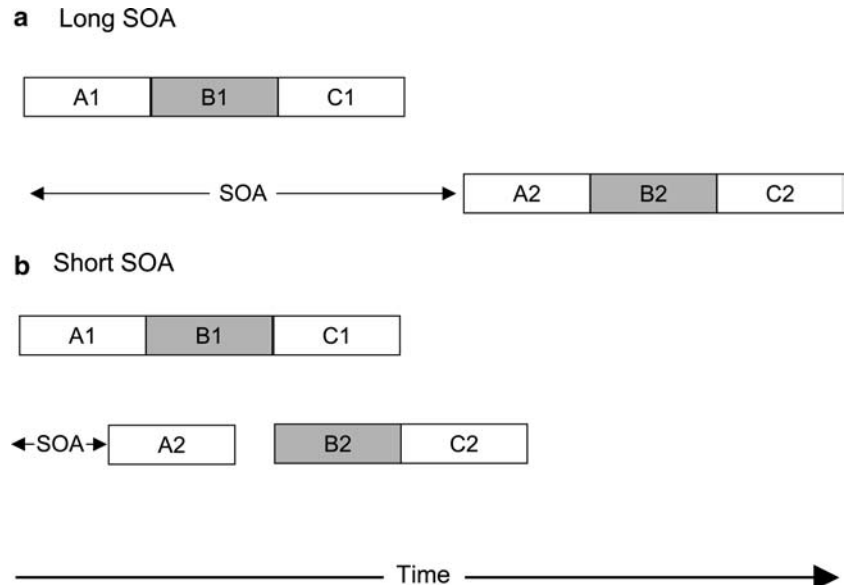 a Long SOA
A1 B1 C1
SOA
A2 B2 C2
b Short SOA
A1 B1 C1
SOA A2 B2 C2
Time